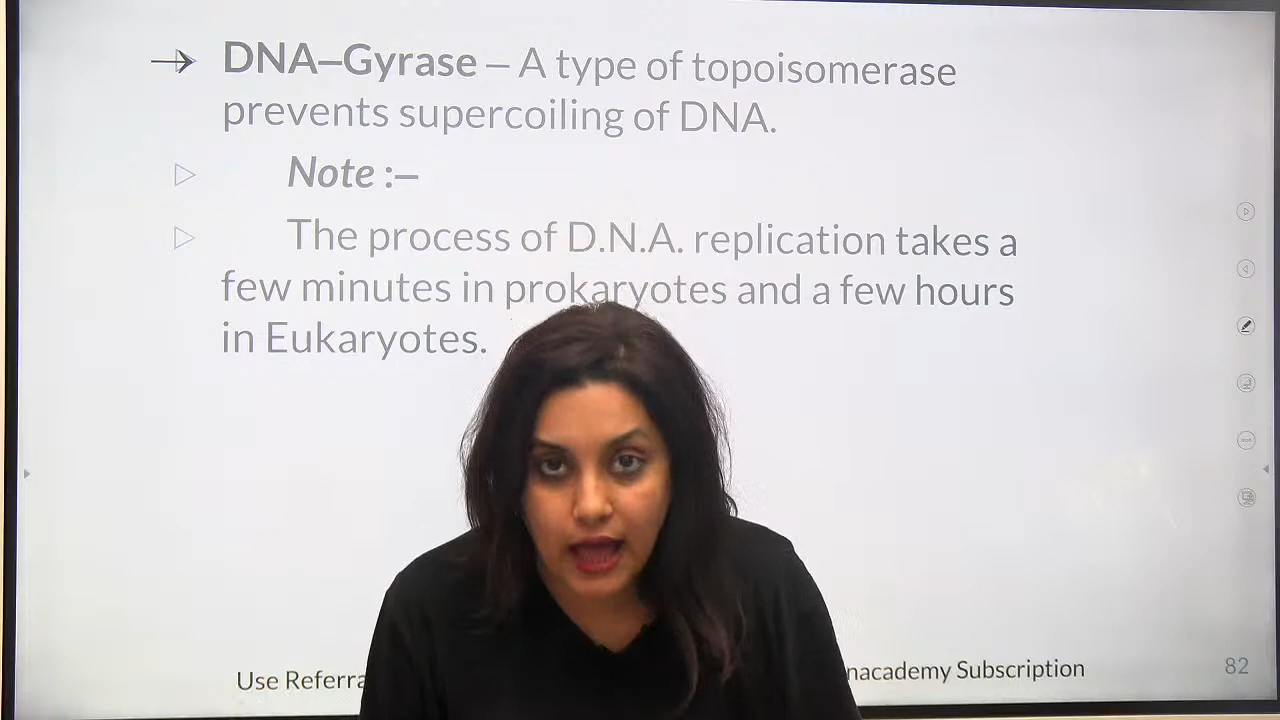 DNA–Gyrase – A type of topoisomerase
prevents supercoiling of DNA.
Note :–
The process of D.N.A. replication takes a
few minutes in prokaryotes and a few hours
in Eukaryotes.
Use Referra nacademy Subscription
82